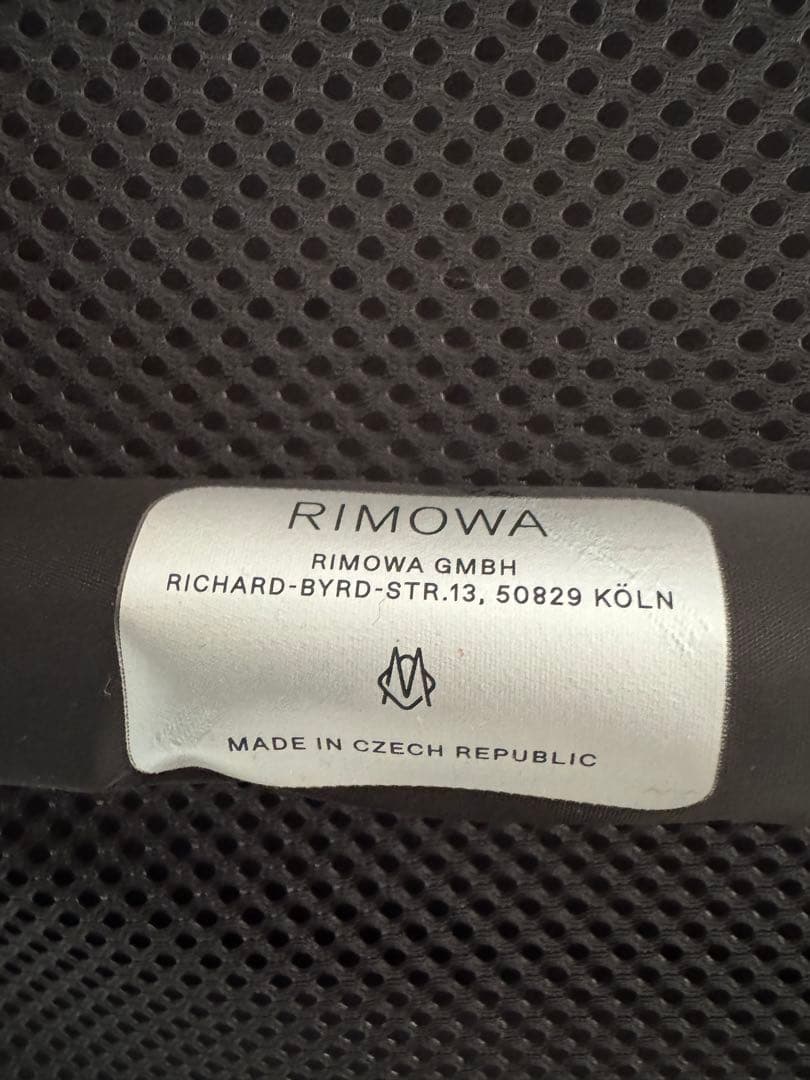 RIMOWA
RIMOWA GMBH
RICHARD-BYRD-STR.13, 50829 KÖLN
MADE IN CZECH REPUBLIC